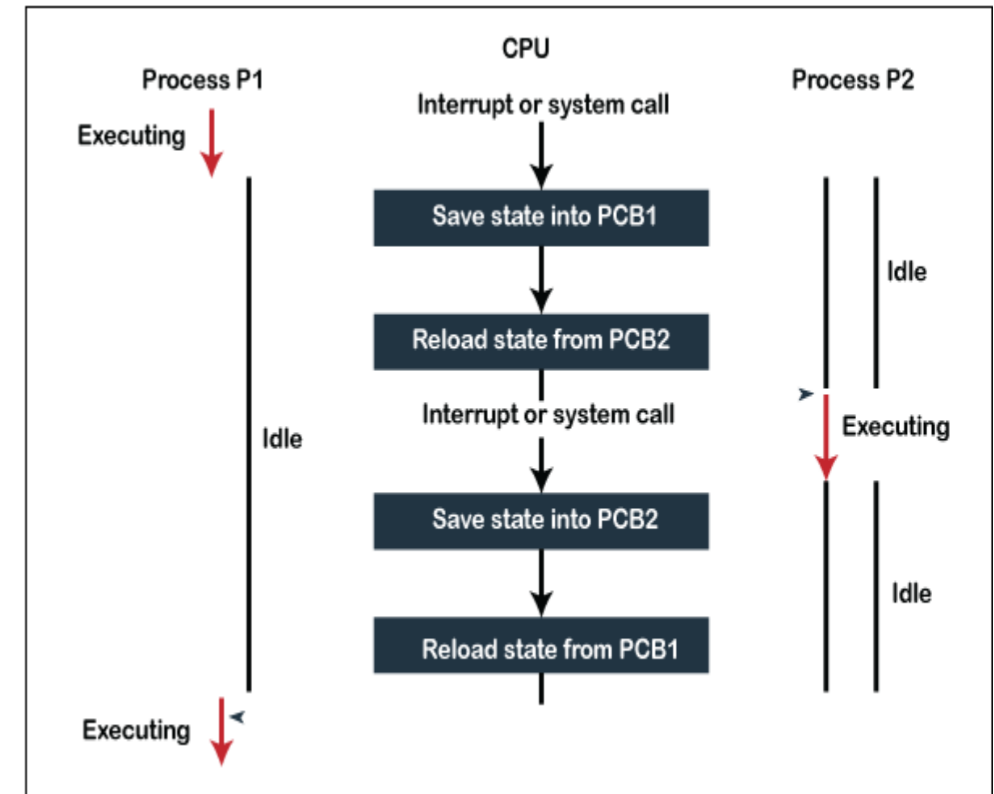 CPU
Process P1
Process P2
Interrupt or system call
Executing
Save state into PCB1
Idle
Reload state from PCB2
Interrupt or system call
Executing
Idle
Save state into PCB2
Idle
Reload state from PCB1
Executing